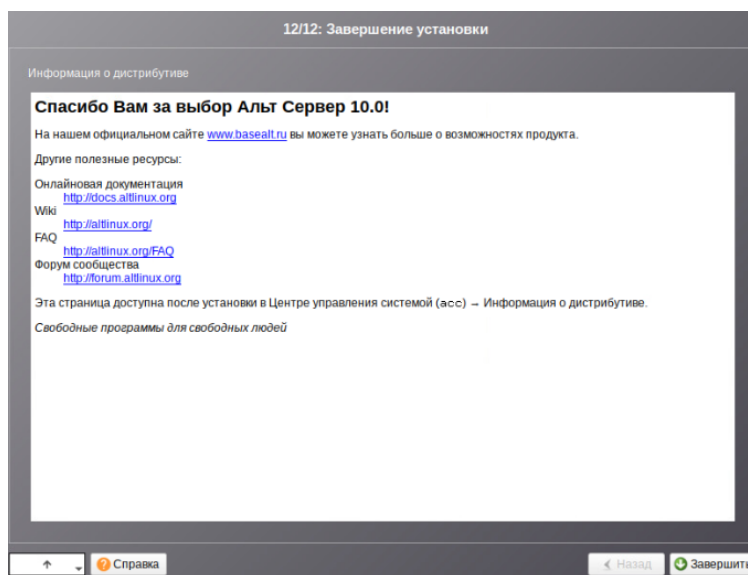 12/12: Завершение установки
Информация о дистрибутиве
Спасибо Вам за выбор Альт Сервер 10.0!
На нашем официальном сайте www.basealt.ru вы можете узнать больше о возможностях продукта.
Другие полезные ресурсы:
Онлайновая документация
http://docs.altlinux.org
Wiki
http://altlinux.org/
FAQ
http://altlinux.org/FAQ
Форум сообщества
http://forum.altlinux.org
Эта страница доступна после установки в Центре управления системой (acc) → Информация о дистрибутиве.
Свободные программы для свободных людей
Справка
Назад
Завершить